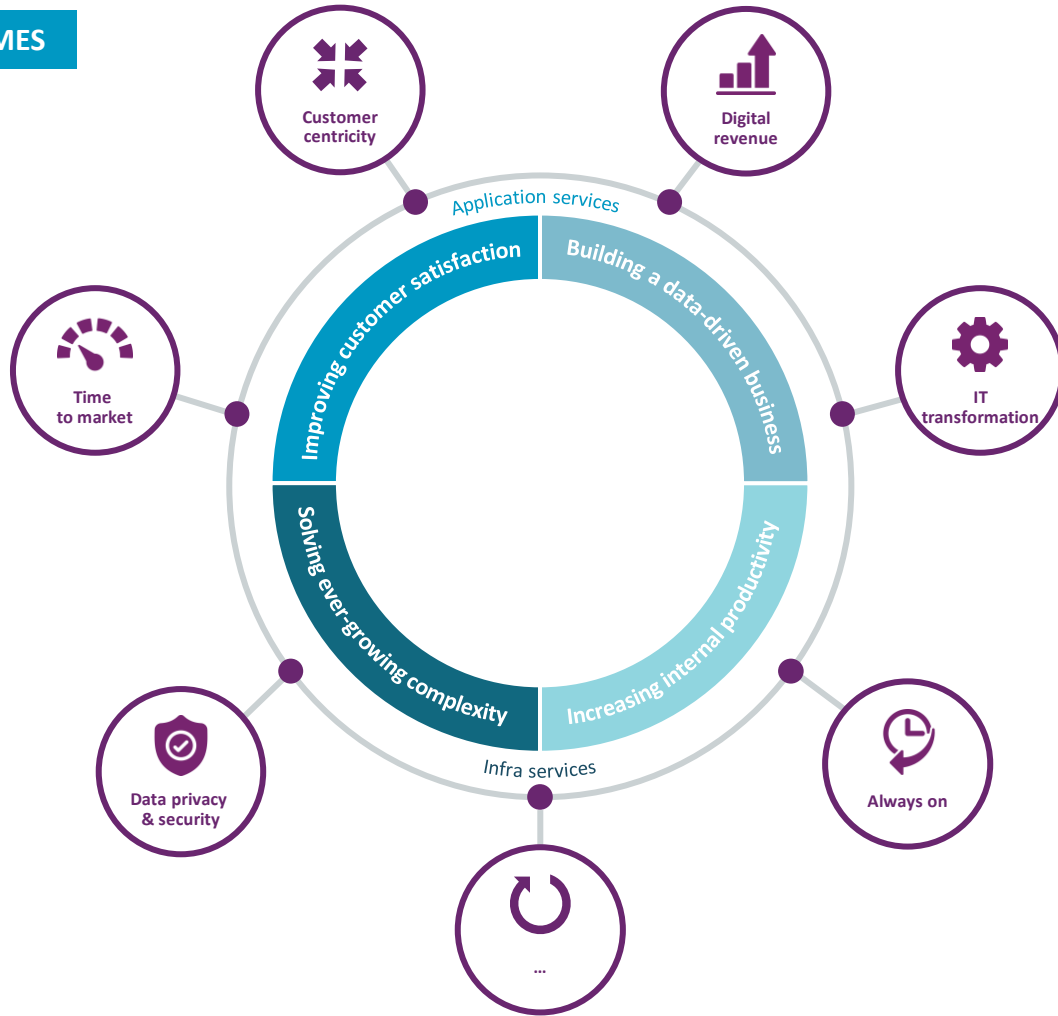 MES
Customer
centricity
Digital
revenue
Application services
Improving customer satisfaction
Building a data-driven business
Time
to market
IT
transformation
Solving ever-growing complexity
Increasing internal productivity
Infra services
Data privacy
& security
Always on
...